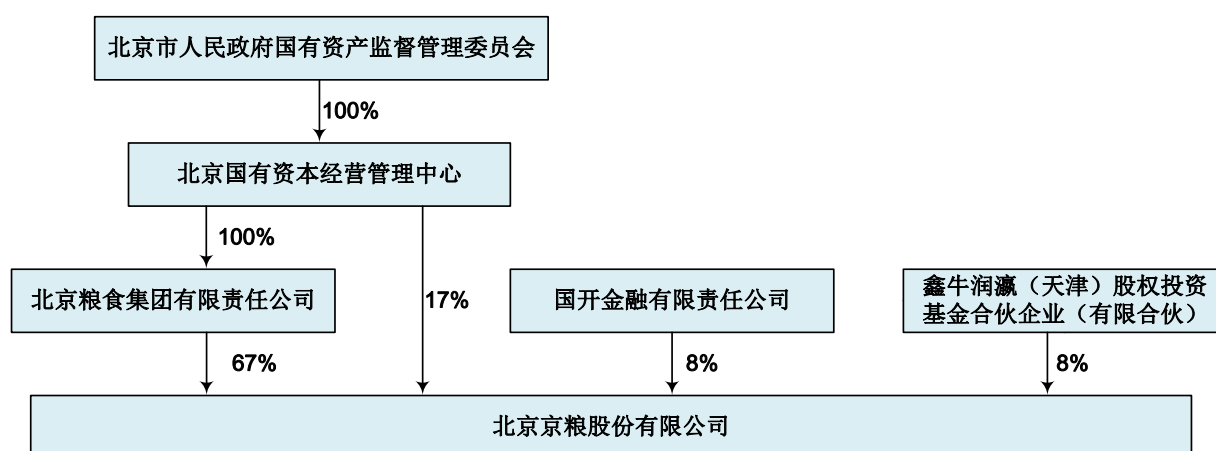 北京市人民政府国有资产监督管理委员会
100%
北京国有资本经营管理中心
100%
17%
北京粮食集团有限责任公司
国开金融有限责任公司
鑫牛润瀛（天津）股权投资
基金合伙企业（有限合伙）
67%
8%
8%
北京京粮股份有限公司